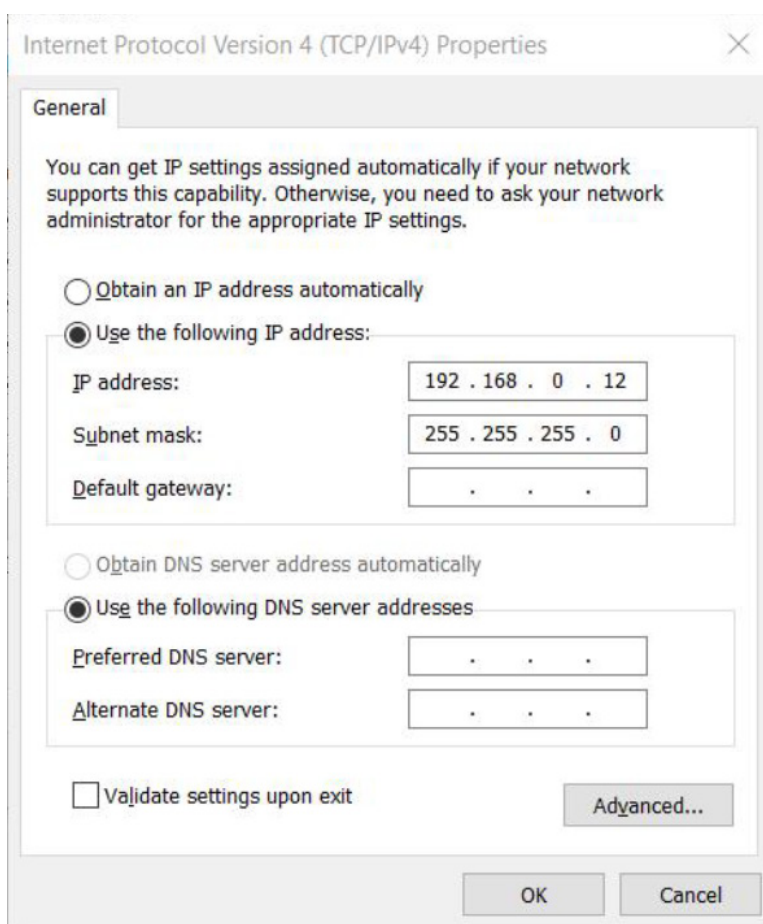 Internet Protocol Version 4 (TCP/IPv4) Properties
General
You can get IP settings assigned automatically if your network
supports this capability. Otherwise, you need to ask your network
administrator for the appropriate IP settings.
Obtain an IP address automatically
Use the following IP address:
IP address: 192 . 168 . 0 . 12
Subnet mask: 255 . 255 . 255 . 0
Default gateway: . . .
Obtain DNS server address automatically
Use the following DNS server addresses
Preferred DNS server: . . .
Alternate DNS server: . . .
Validate settings upon exit
Advanced...
OK Cancel